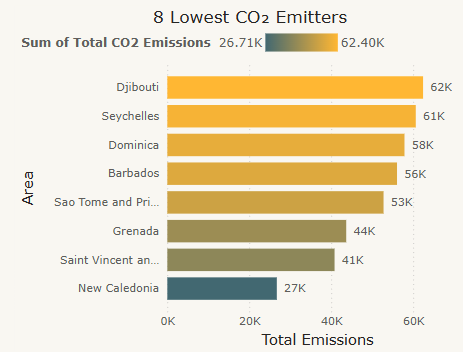 8 Lowest CO₂ Emitters
Sum of Total CO2 Emissions 26.71K 62.40K
Area
Djibouti 62K
Seychelles 61K
Dominica 58K
Barbados 56K
Sao Tome and Pri... 53K
Grenada 44K
Saint Vincent an... 41K
New Caledonia 27K
0K 20K 40K 60K
Total Emissions